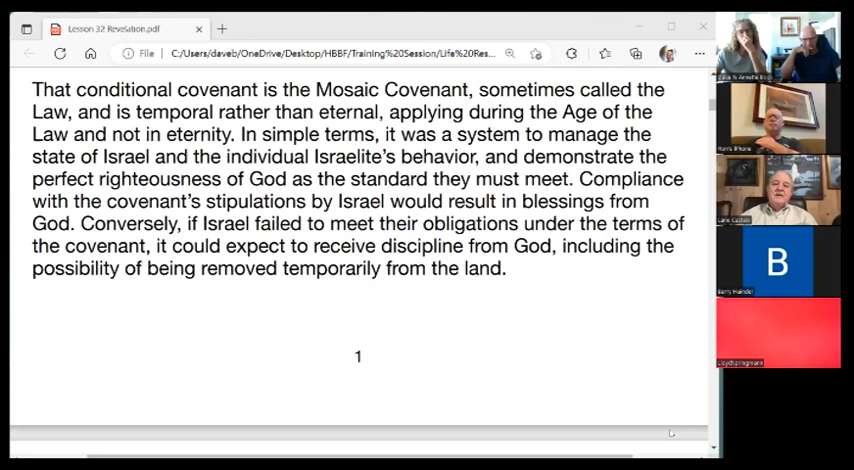 Lesson 32 Revelation.pdf
File C:/Users/daveb/OneDrive/Desktop/HBBF/Training%20Session/Life%20Res...
That conditional covenant is the Mosaic Covenant, sometimes called the
Law, and is temporal rather than eternal, applying during the Age of the
Law and not in eternity. In simple terms, it was a system to manage the
state of Israel and the individual Israelite's behavior, and demonstrate the
perfect righteousness of God as the standard they must meet. Compliance
with the covenant's stipulations by Israel would result in blessings from
God. Conversely, if Israel failed to meet their obligations under the terms of
the covenant, it could expect to receive discipline from God, including the
possibility of being removed temporarily from the land.
1
Ron's iPhone
B
Barry Haindel
Lloydspringmann